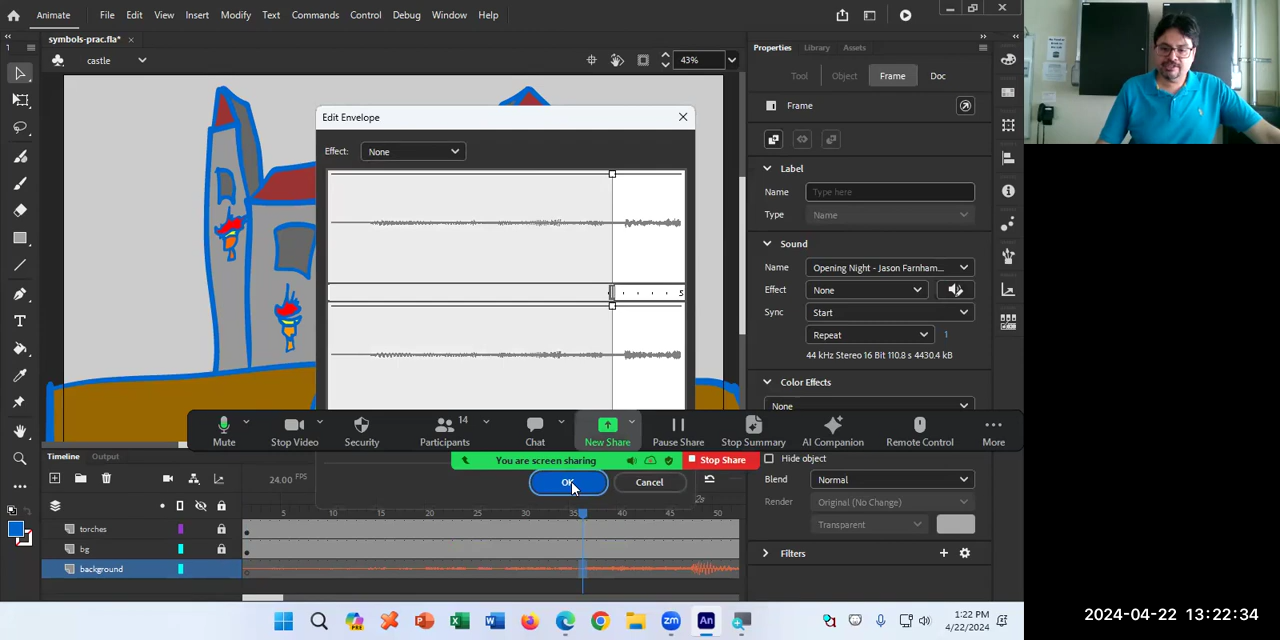 Animate File Edit View Insert Modify Text Commands Control Debug Window Help
symbols-prac.fla*
castle 43%
Properties Library Assets
Tool Object Frame Doc
Frame
Label
Name Type here
Type Name
Sound
Name Opening Night - Jason Farnham...
Effect None
Sync Start
Repeat 1
44 kHz Stereo 16 Bit 110.8 s 4430.4 kB
Color Effects
None
Edit Envelope
Effect: None
5
Mute Stop Video Security Participants 14 Chat New Share Pause Share Stop Summary AI Companion Remote Control More
You are screen sharing Stop Share
Hide object
Blend Normal
Render Original (No Change)
Transparent
Filters
OK Cancel
Timeline Output
24.00 FPS
2s
5 10 15 20 25 30 35 40 45 50
torches
bg
background
1:22 PM
4/22/2024
2024-04-22 13:22:34